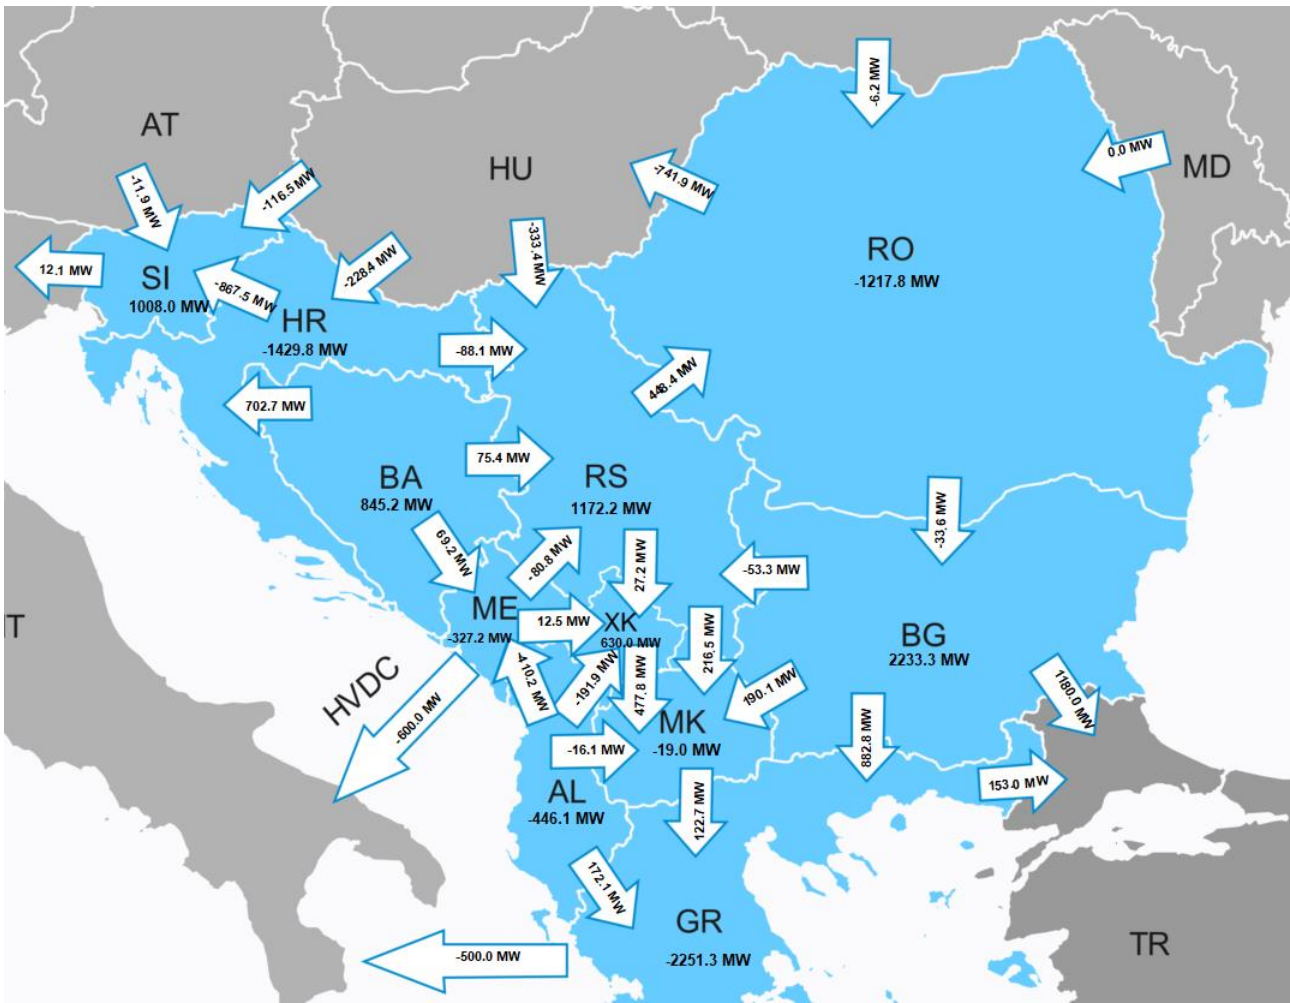 -6.2 MW
AT
HU
0.0 MW
MD
-11.9 MW
-116.5 MW
-741.9 MW
RO
-1217.8 MW
12.1 MW
SI
1008.0 MW
-867.5 MW
-228.4 MW
-333.4 MW
HR
-1429.8 MW
-88.1 MW
448.4 MW
702.7 MW
75.4 MW
BA
845.2 MW
RS
1172.2 MW
-33.6 MW
69.2 MW
-80.8 MW
27.2 MW
-53.3 MW
ME
-327.2 MW
12.5 MW
XK
630.0 MW
216.5 MW
BG
2233.3 MW
IT
HVDC
-600.0 MW
-410.2 MW
-191.9 MW
477.8 MW
190.1 MW
1180.0 MW
MK
-19.0 MW
882.8 MW
-16.1 MW
153.0 MW
AL
-446.1 MW
122.7 MW
172.1 MW
GR
-2251.3 MW
-500.0 MW
TR